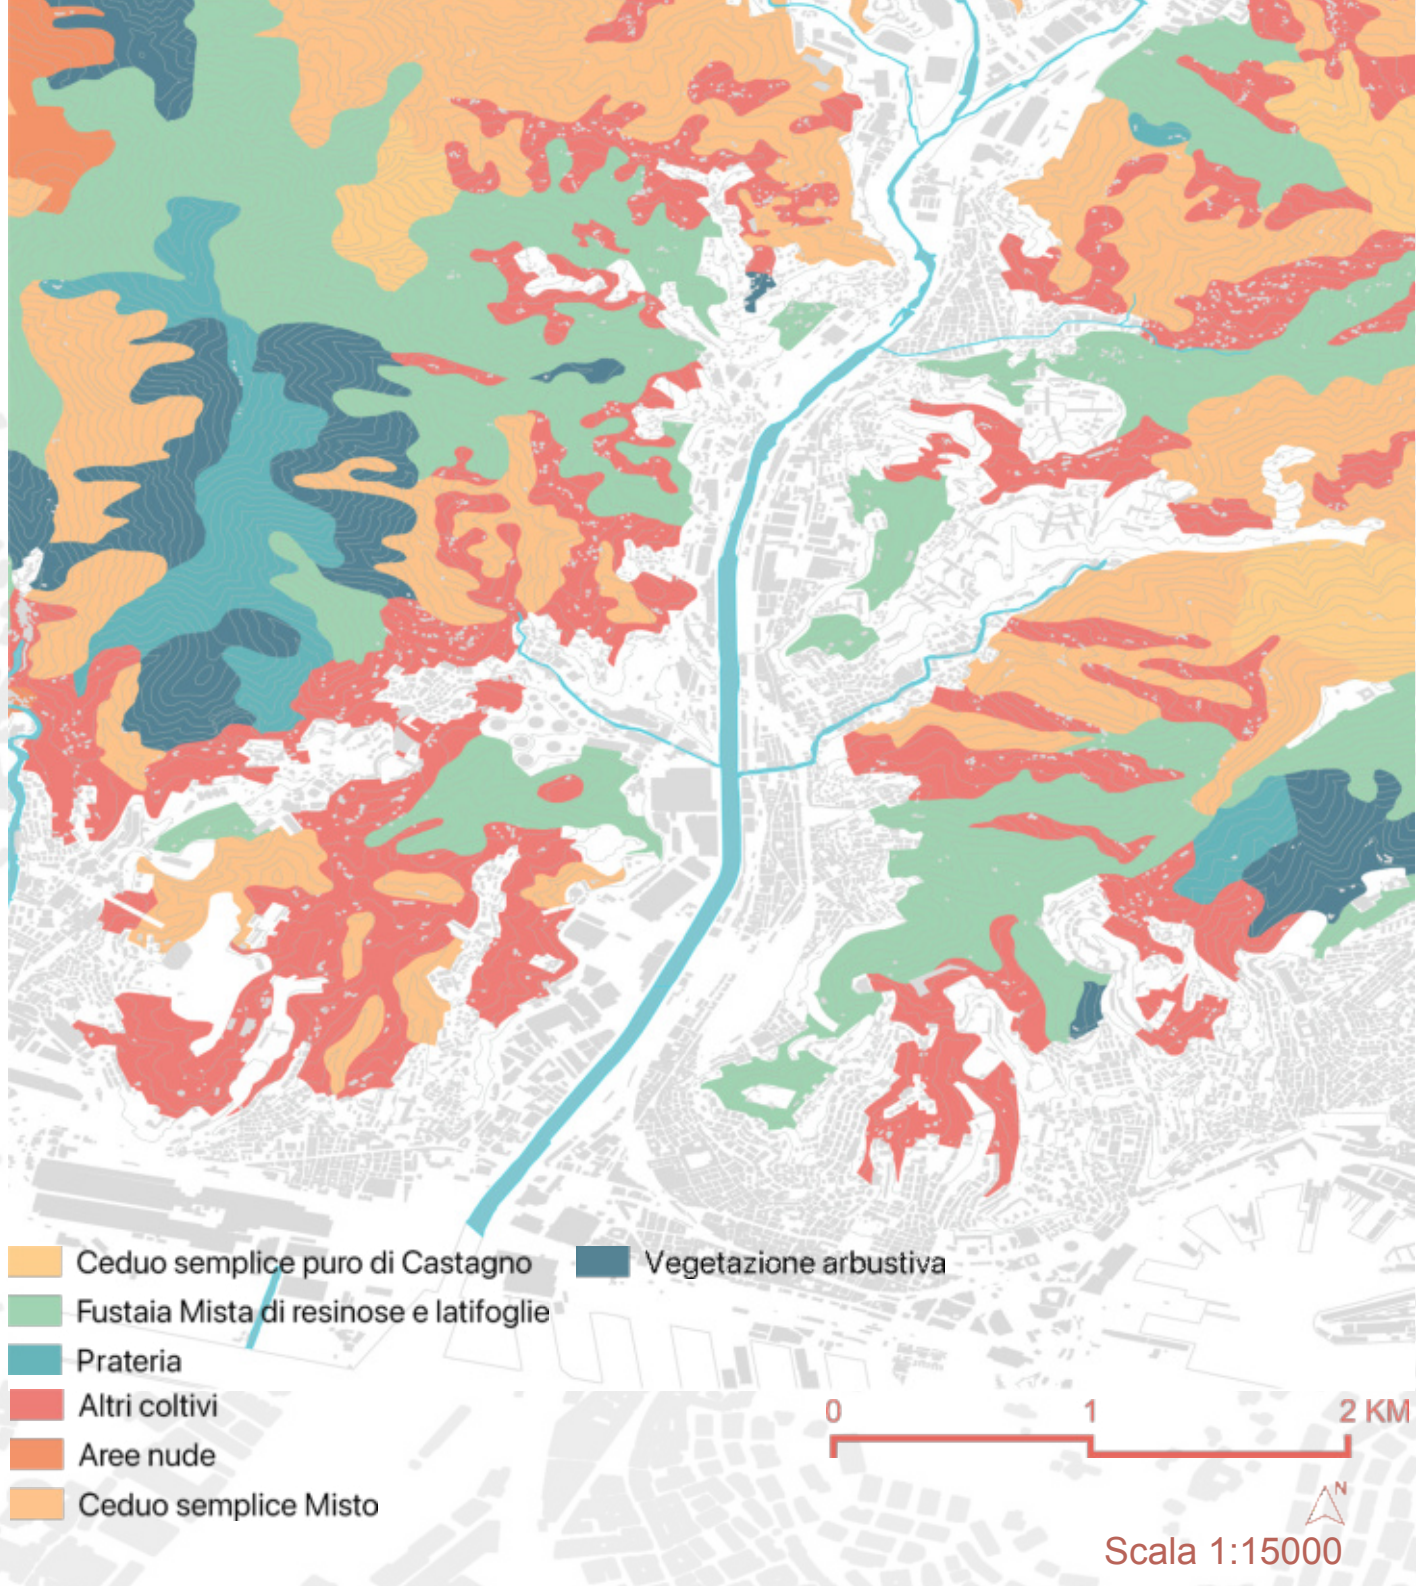 Ceduo semplice puro di Castagno
Vegetazione arbustiva
Fustaia Mista di resinose e latifoglie
Prateria
Altri coltivi
Aree nude
Ceduo semplice Misto
0 1 2 KM
N
Scala 1:15000